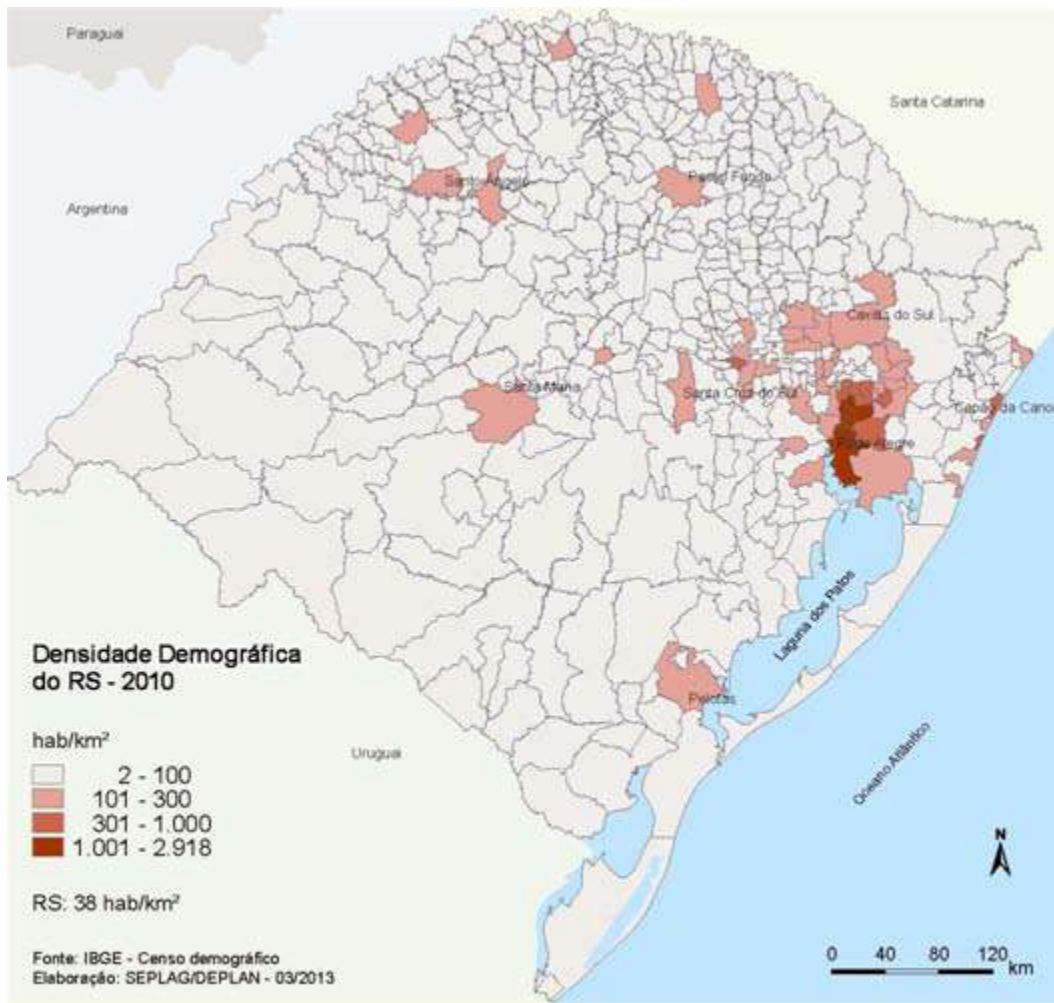 Paraguai
Santa Catarina
Argentina
Santo Ângelo
Passo Fundo
Caxias do Sul
Santa Maria
Santa Cruz do Sul
Capão da Cano
Porto Alegre
Laguna dos Patos
Pelotas
Oceano Atlântico
Uruguai
Densidade Demográfica
do RS - 2010
hab/km²
2 - 100
101 - 300
301 - 1.000
1.001 - 2.918
RS: 38 hab/km²
Fonte: IBGE - Censo demográfico
Elaboração: SEPLAG/DEPLAN - 03/2013
N
0 40 80 120
km